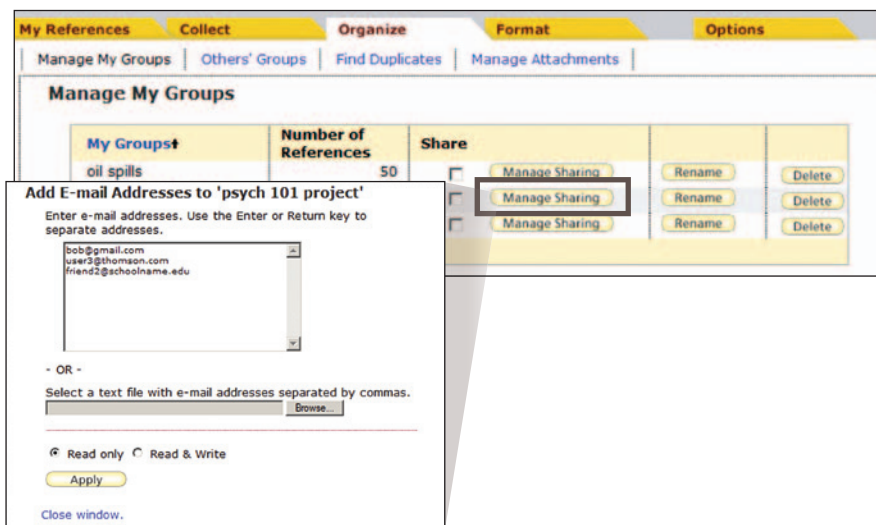 My References Collect Organize Format Options
Manage My Groups Others' Groups Find Duplicates Manage Attachments
Manage My Groups
My Groups Number of References Share
oil spills 50 Manage Sharing Rename Delete
Manage Sharing Rename Delete
Manage Sharing Rename Delete
Add E-mail Addresses to 'psych 101 project'
Enter e-mail addresses. Use the Enter or Return key to
separate addresses.
bob@gmail.com
user3@thomson.com
friend2@schoolname.edu
- OR -
Select a text file with e-mail addresses separated by commas.
Browse...
Read only Read & Write
Apply
Close window.